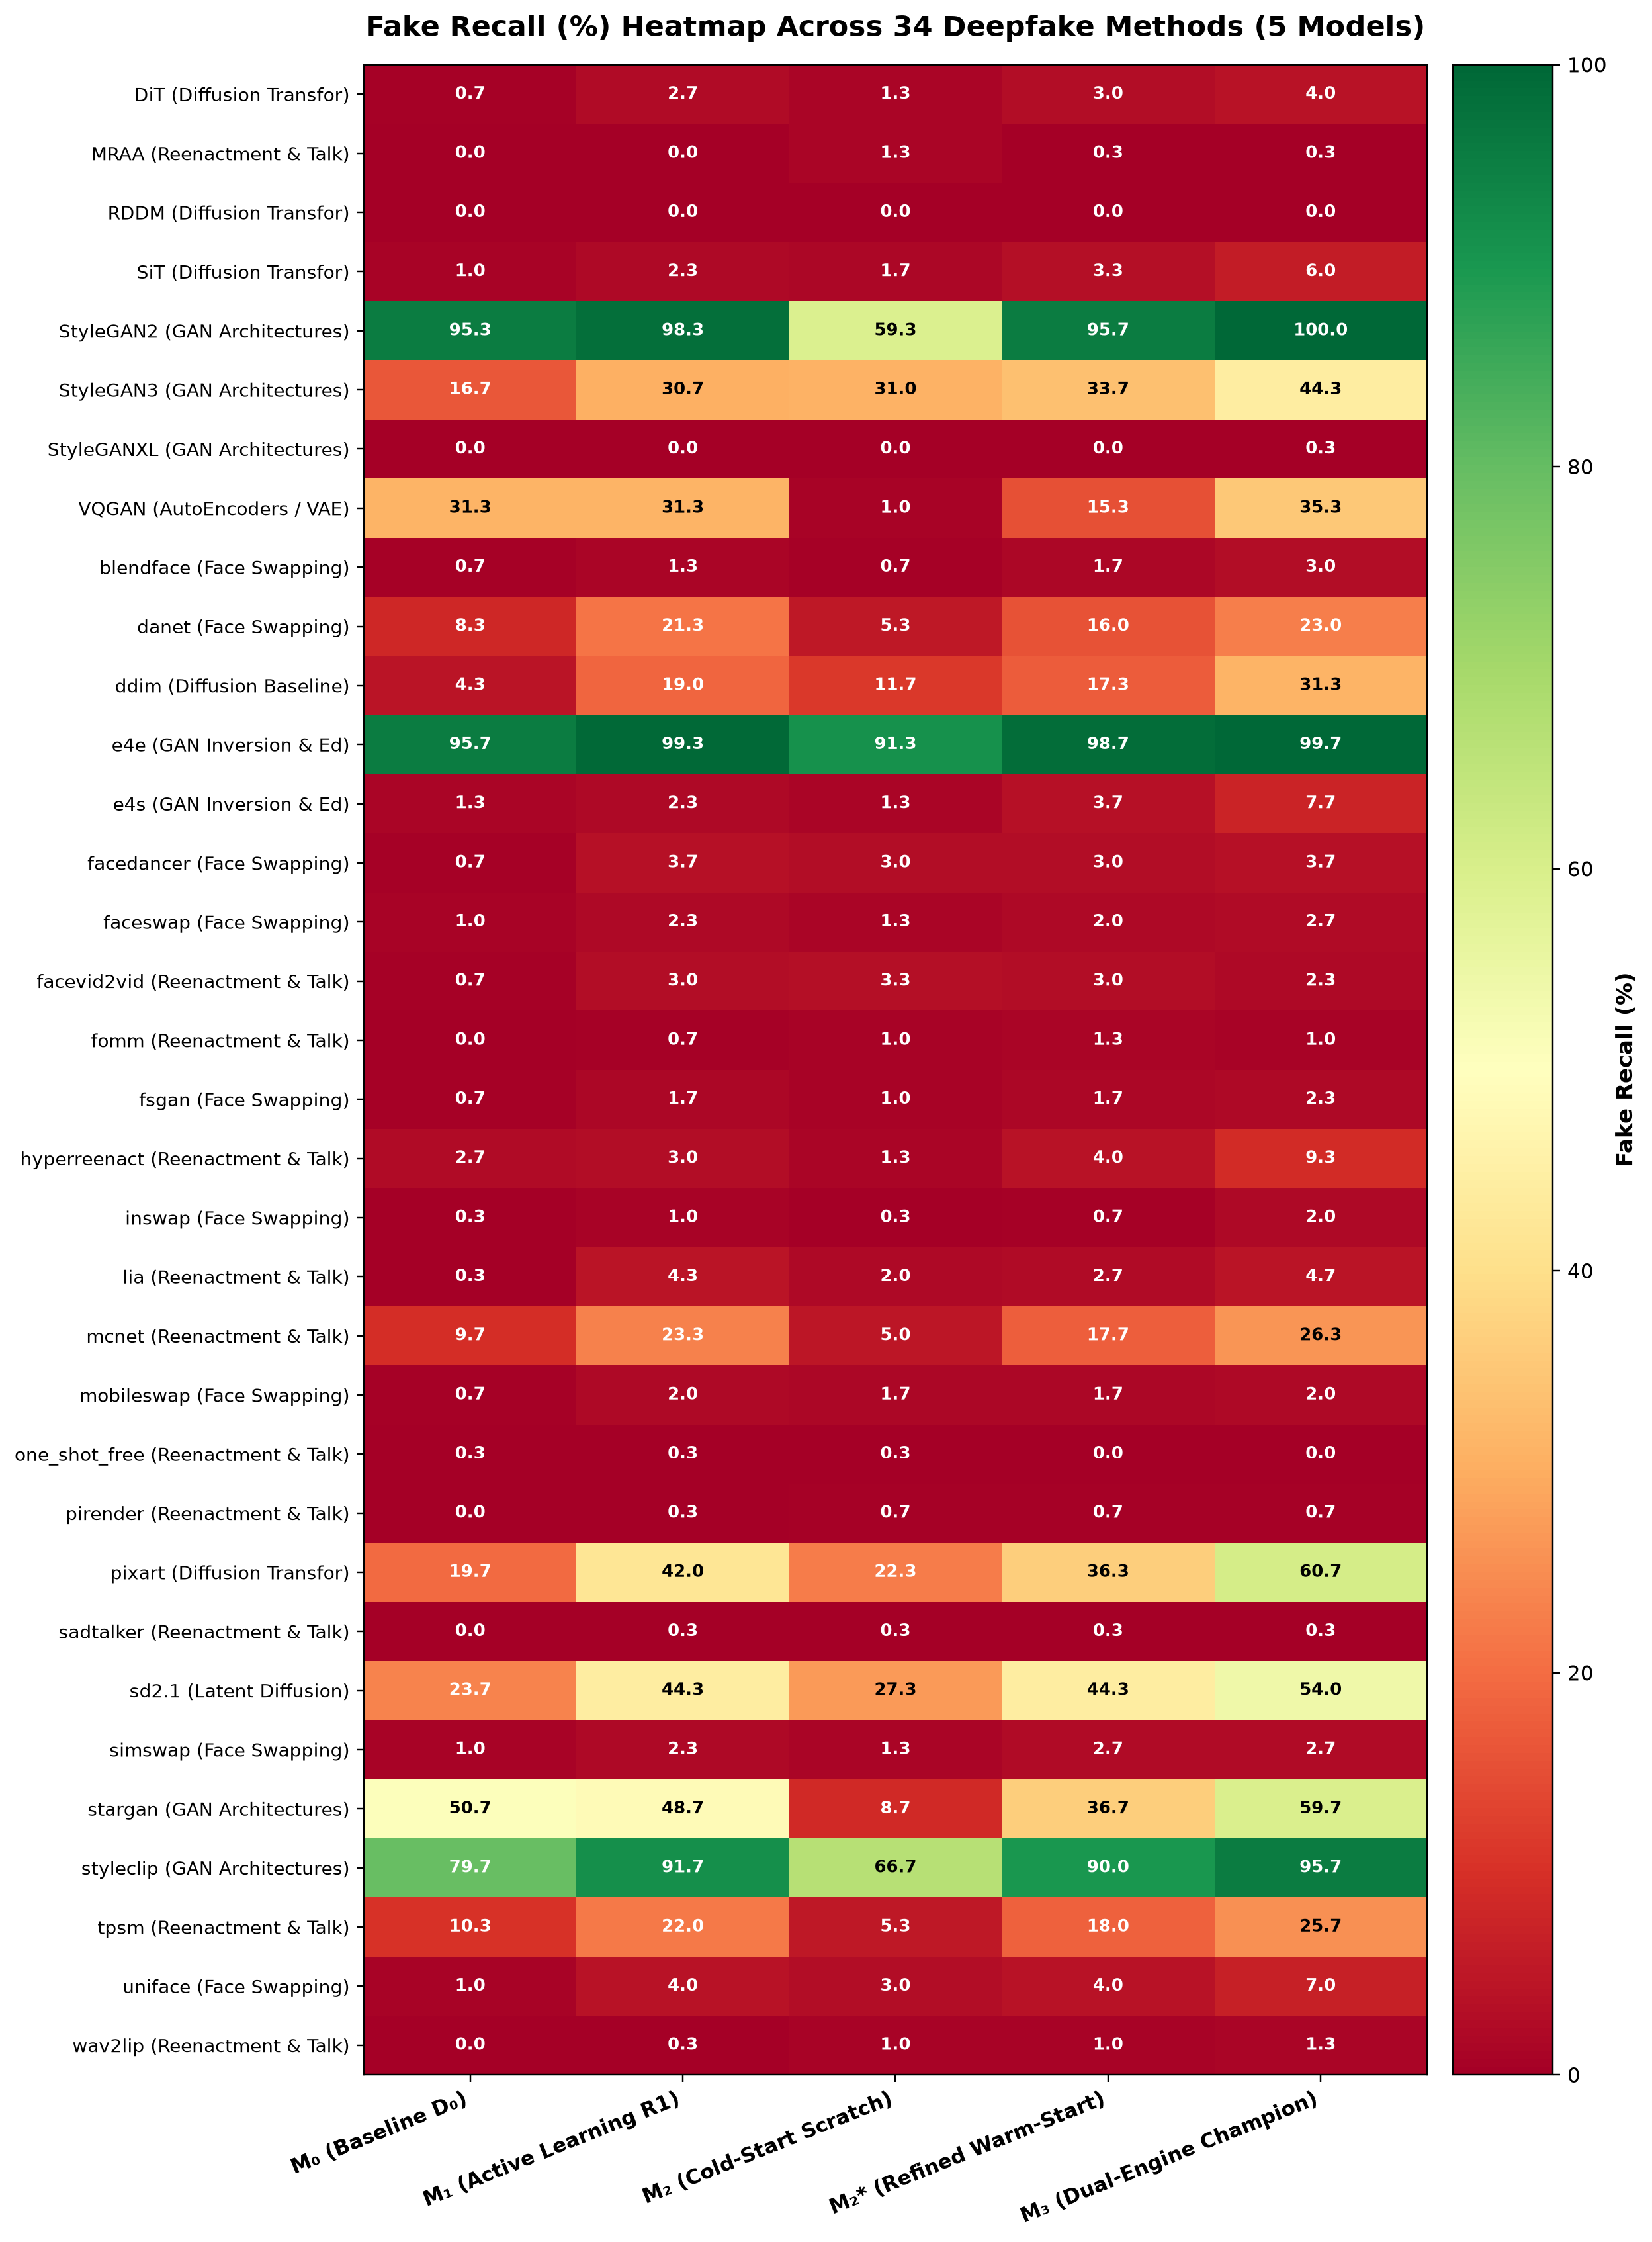 Fake Recall (%) Heatmap Across 34 Deepfake Methods (5 Models)
DiT (Diffusion Transfor) 0.7 2.7 1.3 3.0 4.0
MRAA (Reenactment & Talk) 0.0 0.0 1.3 0.3 0.3
RDDM (Diffusion Transfor) 0.0 0.0 0.0 0.0 0.0
SiT (Diffusion Transfor) 1.0 2.3 1.7 3.3 6.0
StyleGAN2 (GAN Architectures) 95.3 98.3 59.3 95.7 100.0
StyleGAN3 (GAN Architectures) 16.7 30.7 31.0 33.7 44.3
StyleGANXL (GAN Architectures) 0.0 0.0 0.0 0.0 0.3
VQGAN (AutoEncoders / VAE) 31.3 31.3 1.0 15.3 35.3
blendface (Face Swapping) 0.7 1.3 0.7 1.7 3.0
danet (Face Swapping) 8.3 21.3 5.3 16.0 23.0
ddim (Diffusion Baseline) 4.3 19.0 11.7 17.3 31.3
e4e (GAN Inversion & Ed) 95.7 99.3 91.3 98.7 99.7
e4s (GAN Inversion & Ed) 1.3 2.3 1.3 3.7 7.7
facedancer (Face Swapping) 0.7 3.7 3.0 3.0 3.7
faceswap (Face Swapping) 1.0 2.3 1.3 2.0 2.7
facevid2vid (Reenactment & Talk) 0.7 3.0 3.3 3.0 2.3
fomm (Reenactment & Talk) 0.0 0.7 1.0 1.3 1.0
fsgan (Face Swapping) 0.7 1.7 1.0 1.7 2.3
hyperreenact (Reenactment & Talk) 2.7 3.0 1.3 4.0 9.3
inswap (Face Swapping) 0.3 1.0 0.3 0.7 2.0
lia (Reenactment & Talk) 0.3 4.3 2.0 2.7 4.7
mcnet (Reenactment & Talk) 9.7 23.3 5.0 17.7 26.3
mobileswap (Face Swapping) 0.7 2.0 1.7 1.7 2.0
one_shot_free (Reenactment & Talk) 0.3 0.3 0.3 0.0 0.0
pirender (Reenactment & Talk) 0.0 0.3 0.7 0.7 0.7
pixart (Diffusion Transfor) 19.7 42.0 22.3 36.3 60.7
sadtalker (Reenactment & Talk) 0.0 0.3 0.3 0.3 0.3
sd2.1 (Latent Diffusion) 23.7 44.3 27.3 44.3 54.0
simswap (Face Swapping) 1.0 2.3 1.3 2.7 2.7
stargan (GAN Architectures) 50.7 48.7 8.7 36.7 59.7
styleclip (GAN Architectures) 79.7 91.7 66.7 90.0 95.7
tpsm (Reenactment & Talk) 10.3 22.0 5.3 18.0 25.7
uniface (Face Swapping) 1.0 4.0 3.0 4.0 7.0
wav2lip (Reenactment & Talk) 0.0 0.3 1.0 1.0 1.3
M₀ (Baseline D₀)
M₁ (Active Learning R1)
M₂ (Cold-Start Scratch)
M₂* (Refined Warm-Start)
M₃ (Dual-Engine Champion)
100
80
60
40
20
0
Fake Recall (%)